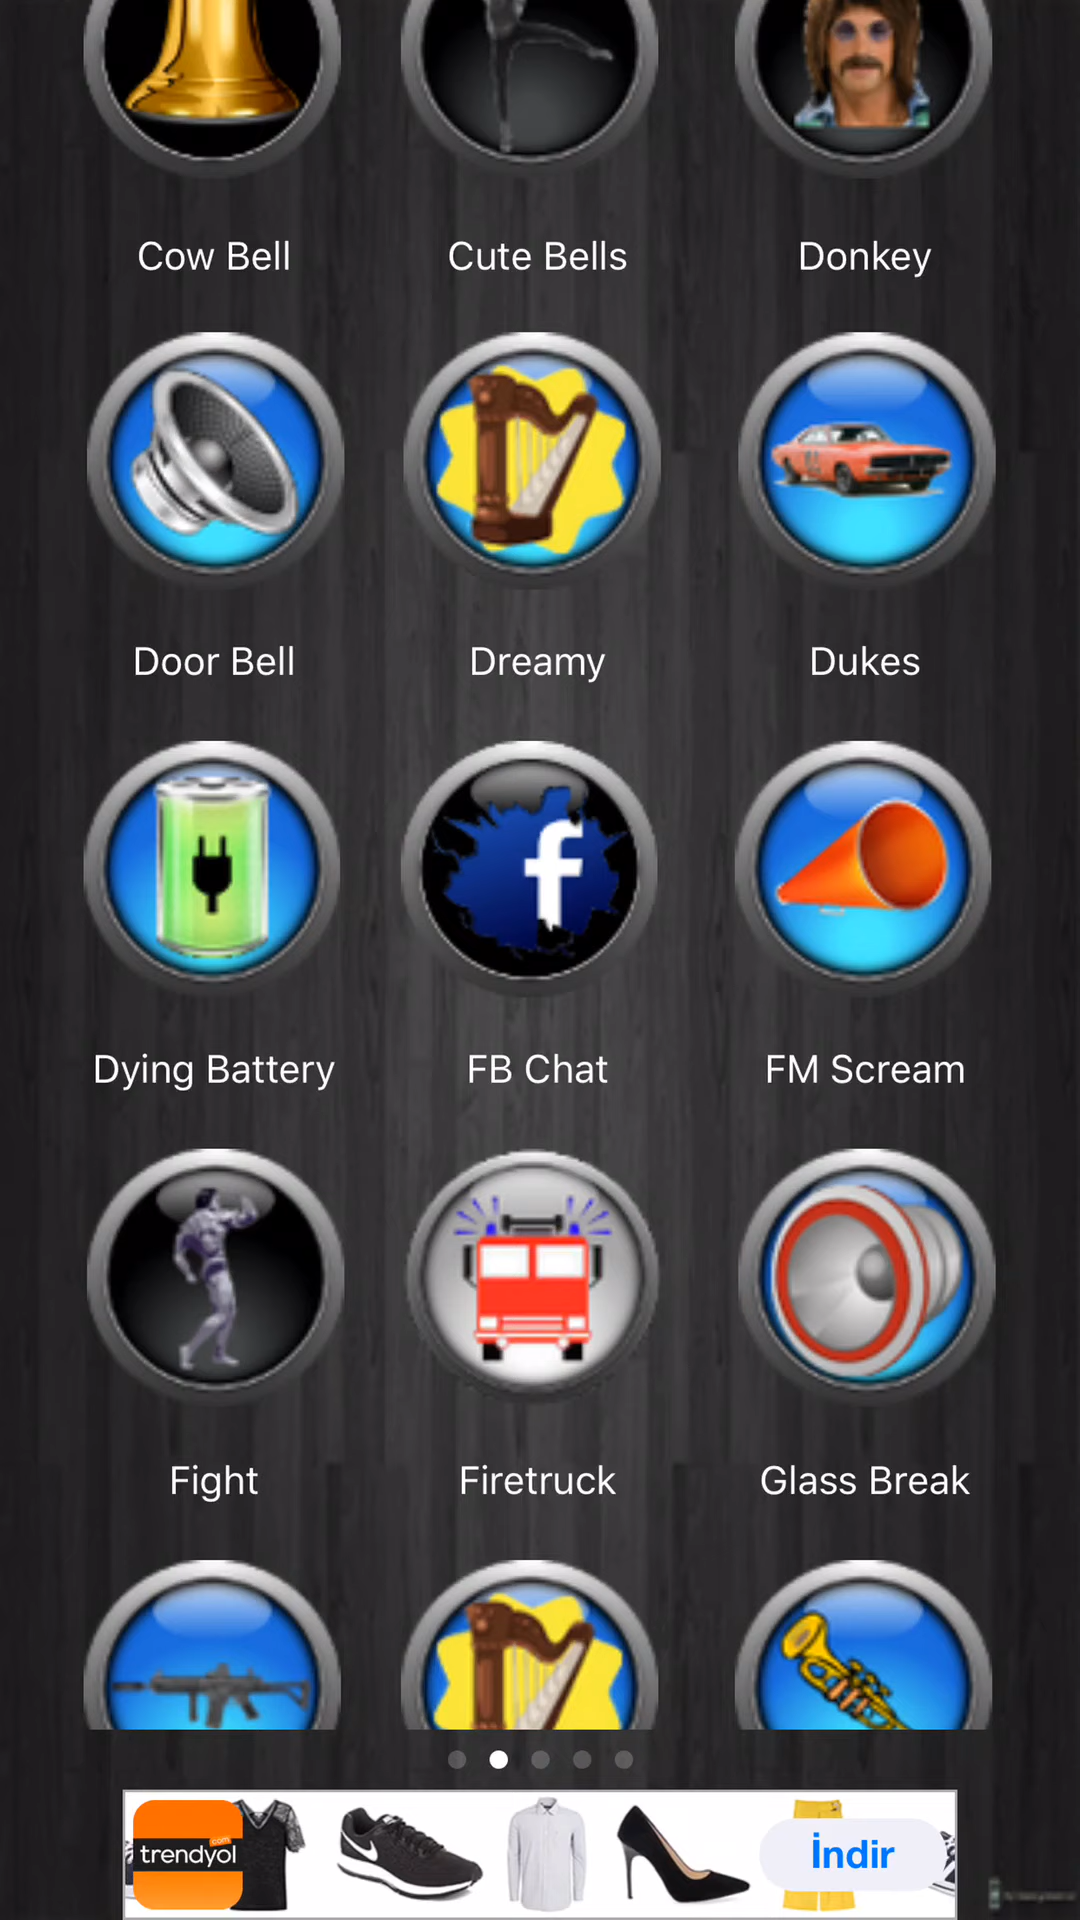 Cow Bell
Cute Bells
Donkey
Door Bell
Dreamy
Dukes
Dying Battery
f
FB Chat
FM Scream
Fight
Firetruck
Glass Break
trendyol
.com
İndir